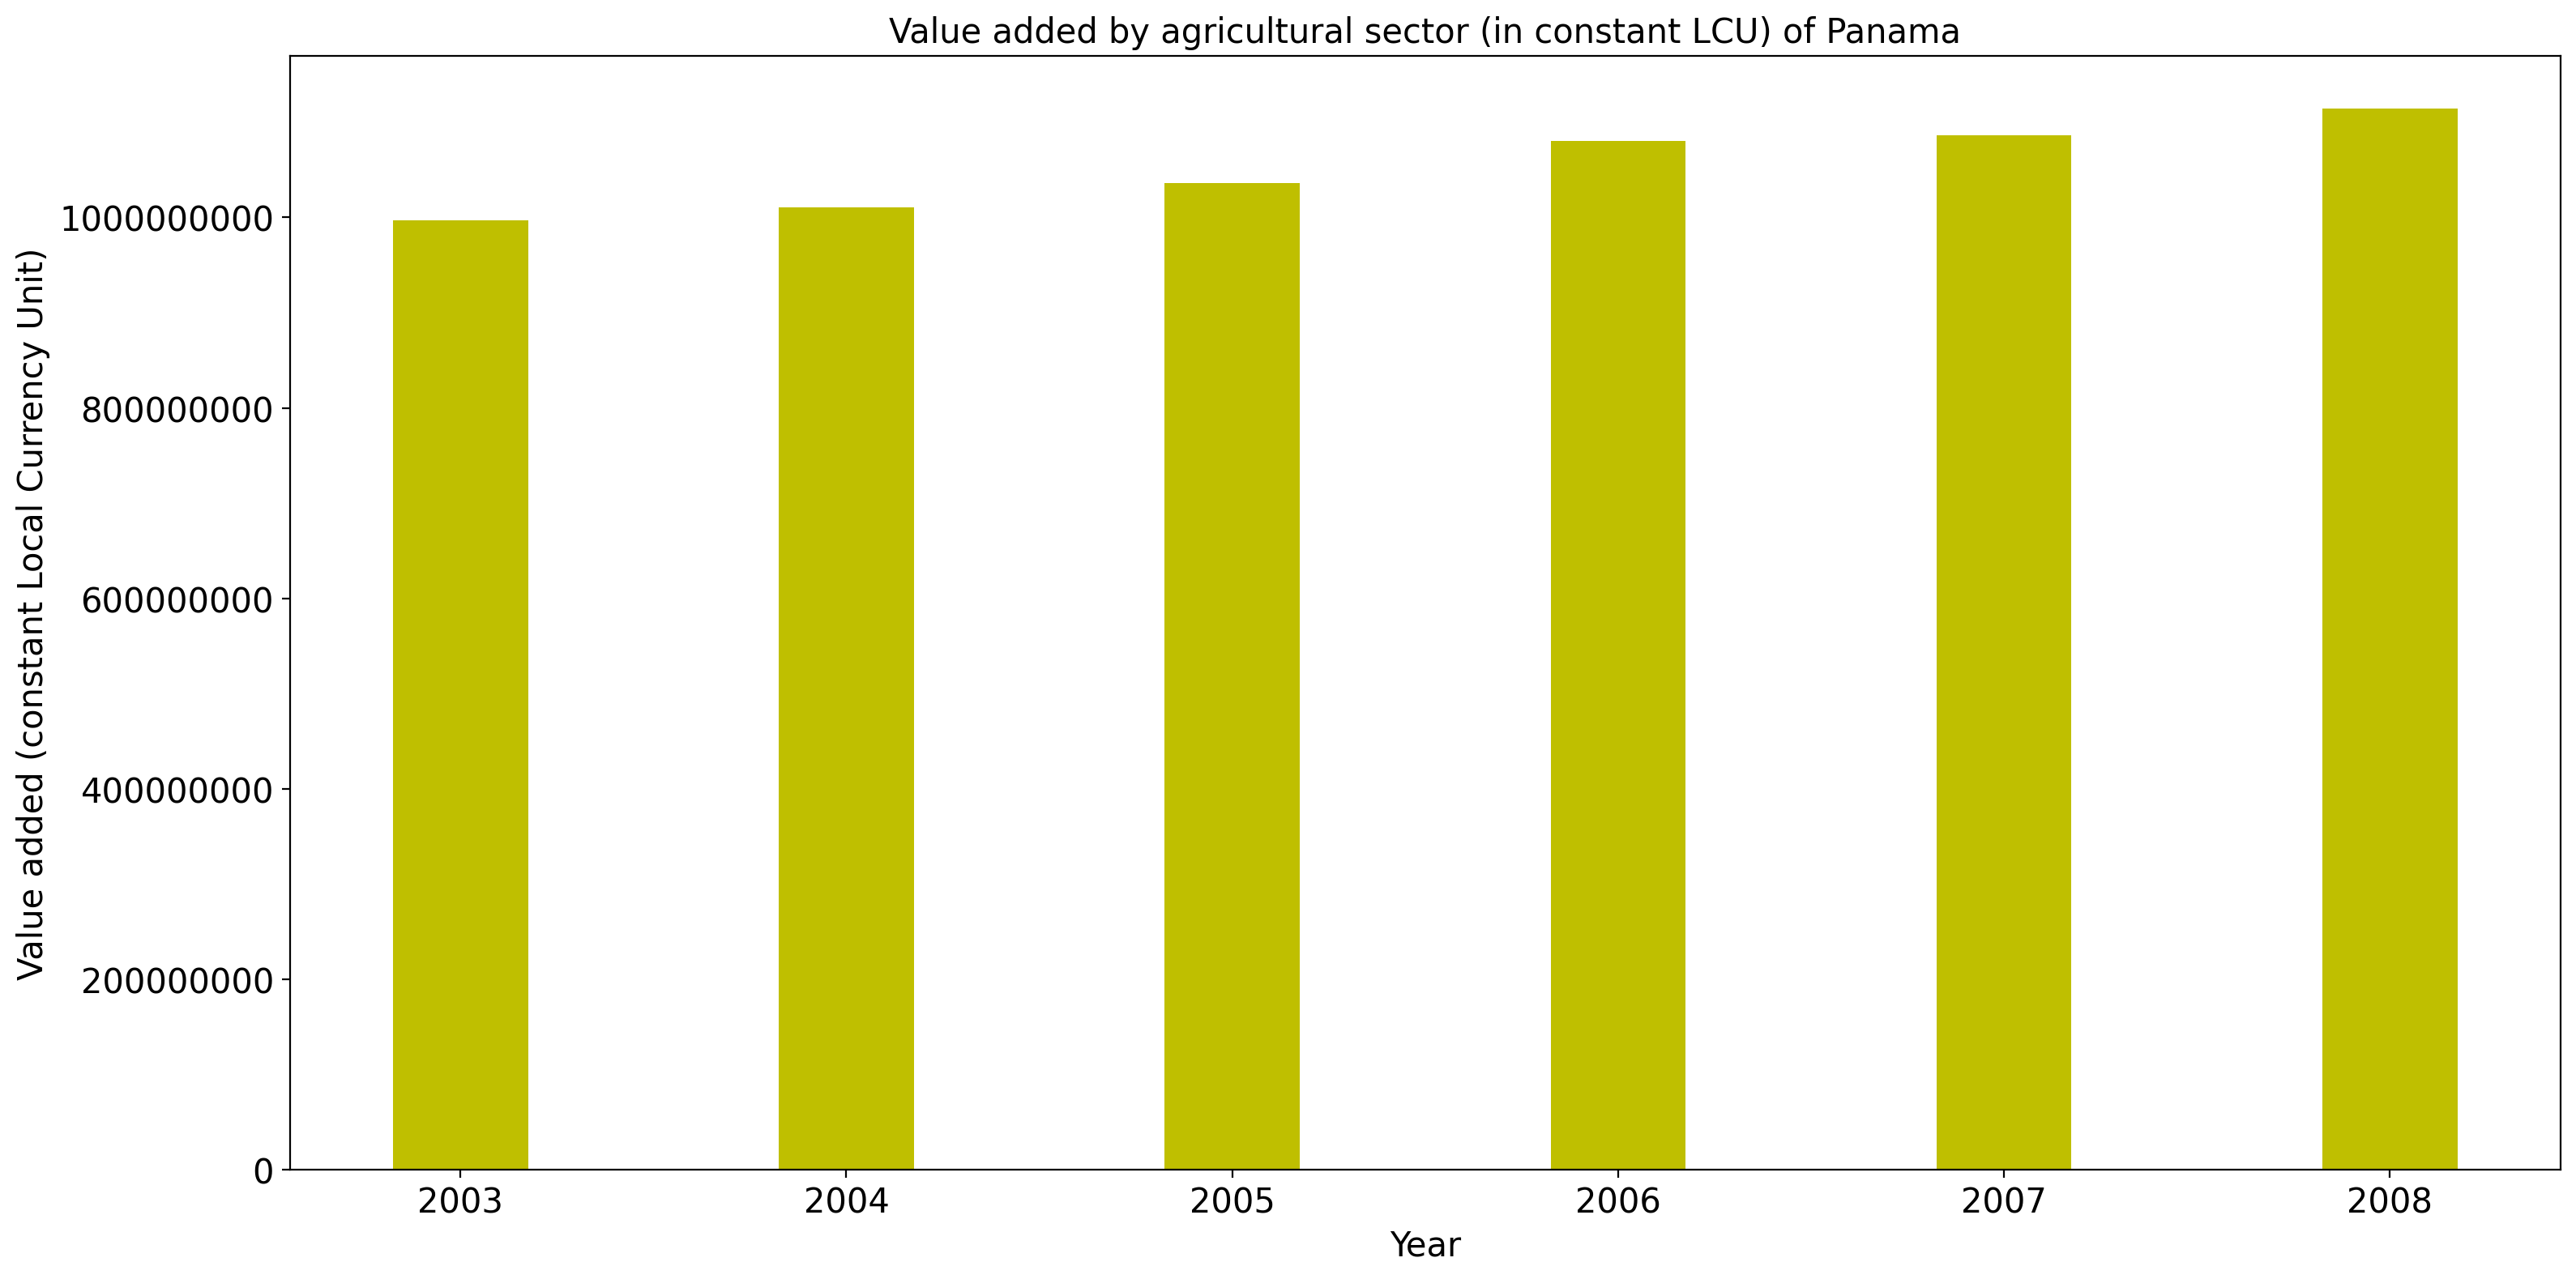 Value added by agricultural sector (in constant LCU) of Panama
Value added (constant Local Currency Unit)
1000000000
800000000
600000000
400000000
200000000
0
2003 2004 2005 2006 2007 2008
Year